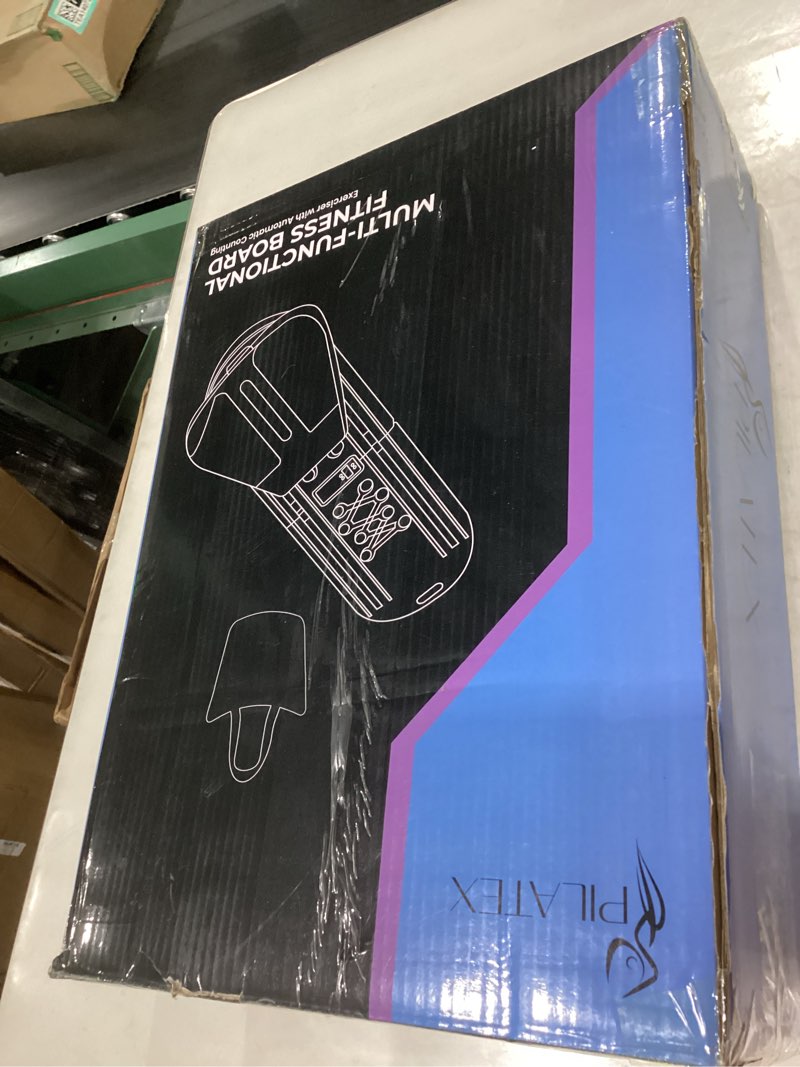 MULTI-FUNCTIONAL
FITNESS BOARD
Exerciser with Automatic Counting
PILATEX